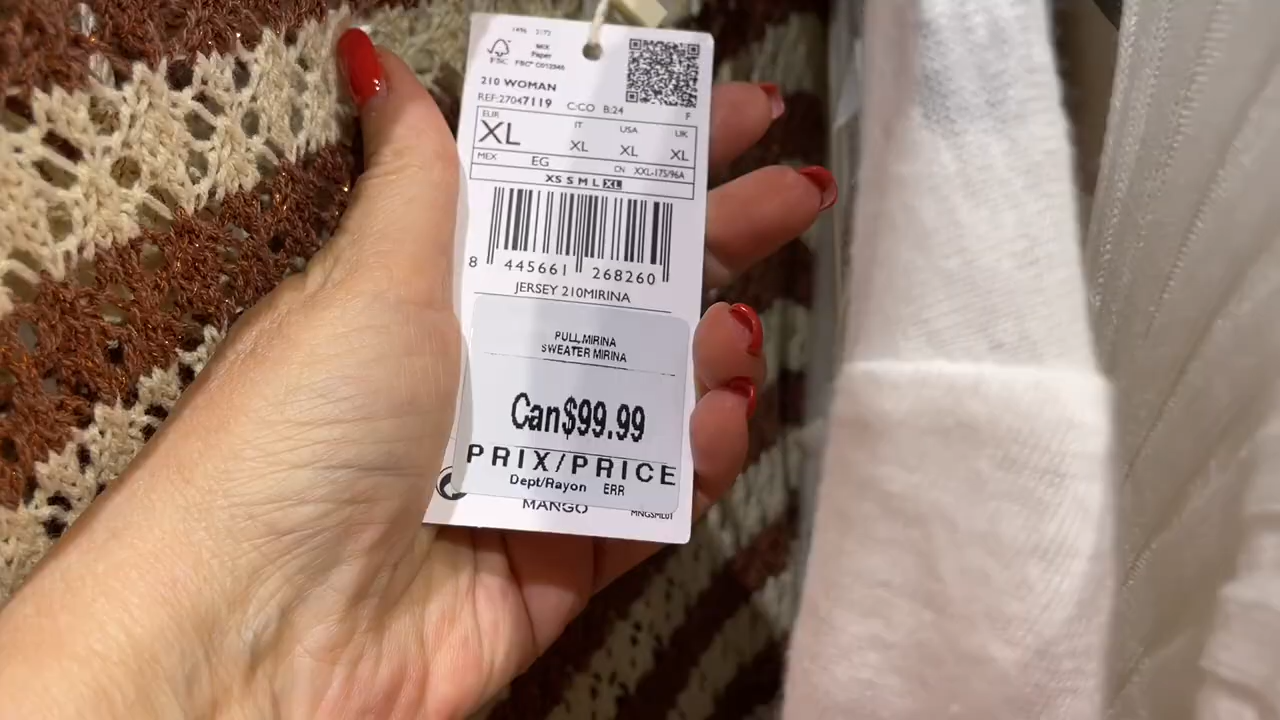 MIX
Paper
FSC
FSC® C012345
210 WOMAN
REF:27047119 C:CO B:24 F
EUR IT USA UK
XL XL XL XL
MEX EG CN XXL-175/96A
XS S M L XL
8 445661 268260
JERSEY 210MIRINA
PULL,MIRINA
SWEATER MIRINA
Can$99.99
PRIX/PRICE
Dept/Rayon ERR
MANGO